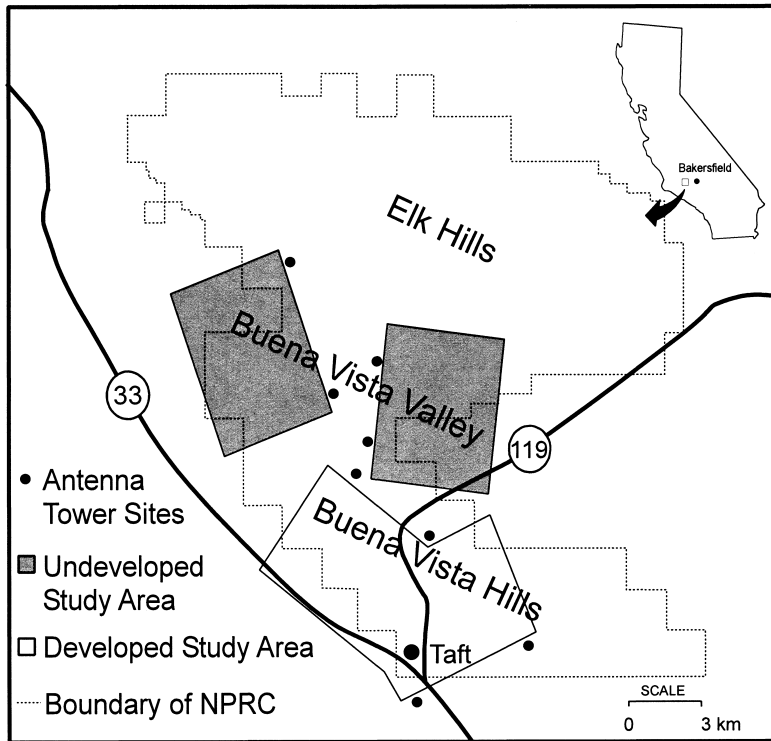 Bakersfield
Elk Hills
Buena Vista Valley
33
119
Buena Vista Hills
Taft
Antenna
Tower Sites
Undeveloped
Study Area
Developed Study Area
Boundary of NPRC
SCALE
0 3 km